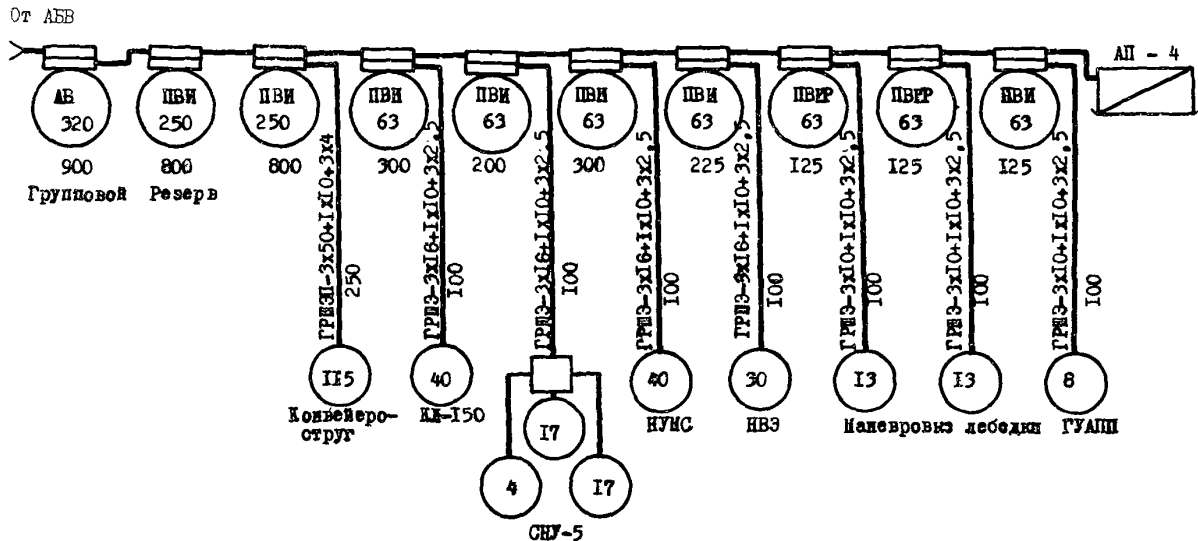 От АБВ
АП - 4
АВ 320
ПВИ 250
ПВИ 250
ПВИ 63
ПВИ 63
ПВИ 63
ПВИ 63
ПВИР 63
ПВИР 63
ПВИ 63
900
800
800
300
200
300
225
125
125
125
Групповой
Резерв
ГРШЭП-3х50+1х10+3х4
250
ГРШЭ-3х16+1х10+3х2,5
100
ГРШЭ-3х16+1х10+3х2,5
100
ГРШЭ-3х16+1х10+3х2,5
100
ГРШЭ-3х16+1х10+3х2,5
100
ГРШЭ-3х10+1х10+3х2,5
100
ГРШЭ-3х10+1х10+3х2,5
100
ГРШЭ-3х10+1х10+3х2,5
100
115
40
40
30
13
13
8
Конвейеро-
струг
НУМС
НВЭ
Маневровые лебедки
17
4
17
СНУ-5